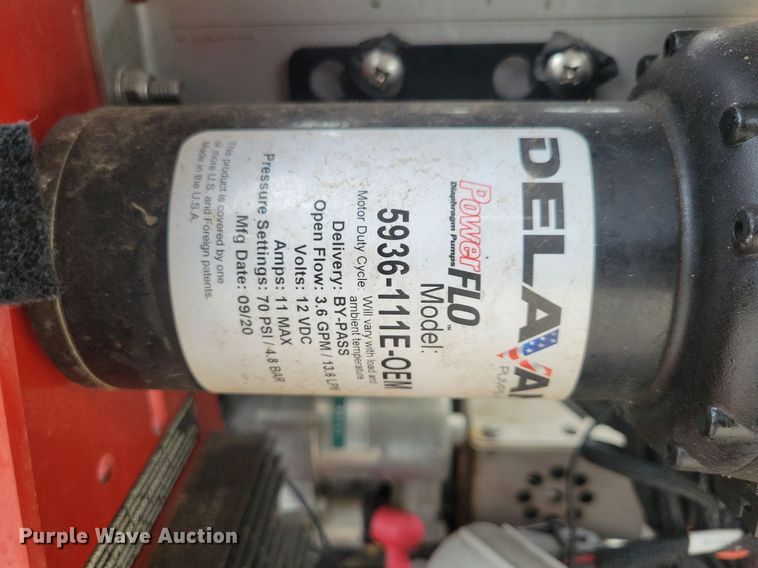 DELAVA
PUMPS
PowerFLO™
Diaphragm Pumps
Model:
5936-111E-OEM
Motor Duty Cycle: Will vary with load and
ambient temperature
Delivery: BY-PASS
Open Flow: 3.6 GPM / 13.6 LPM
Volts: 12 VDC
Amps: 11 MAX
Pressure Settings: 70 PSI / 4.8 BAR
Mfg Date: 09/20
This product is covered by one
or more U.S. and Foreign patents.
Made in the U.S.A.
Purple Wave Auction